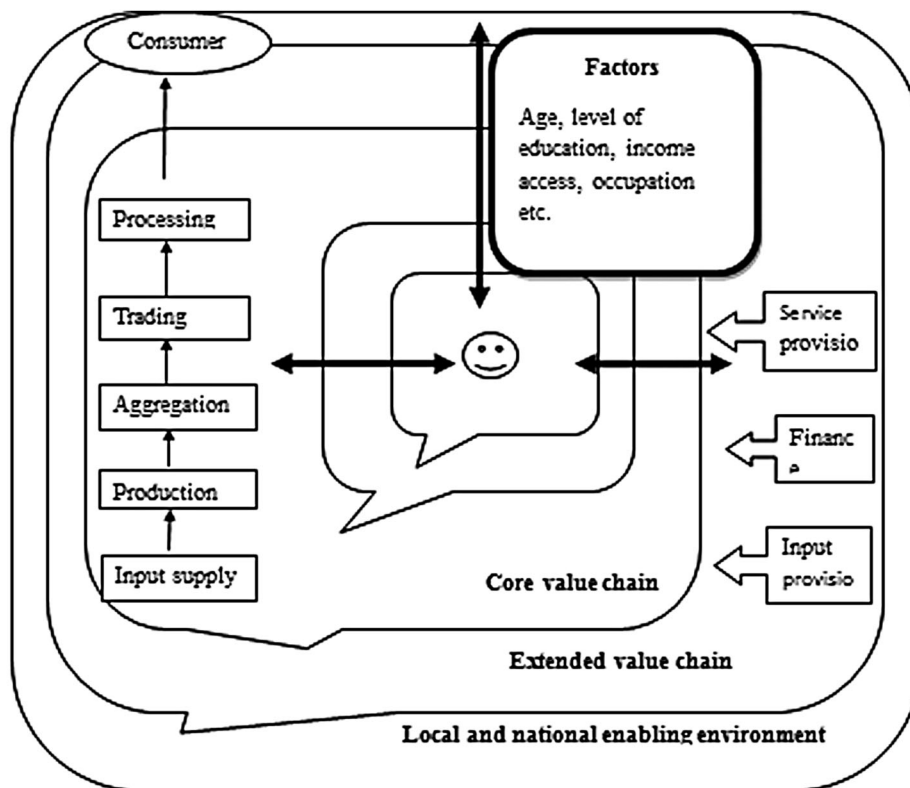 Consumer
Factors
Age, level of
education, income
access, occupation
etc.
Processing
Trading
Aggregation
Production
Input supply
Service
provisio
Financ
e
Input
provisio
Core value chain
Extended value chain
Local and national enabling environment